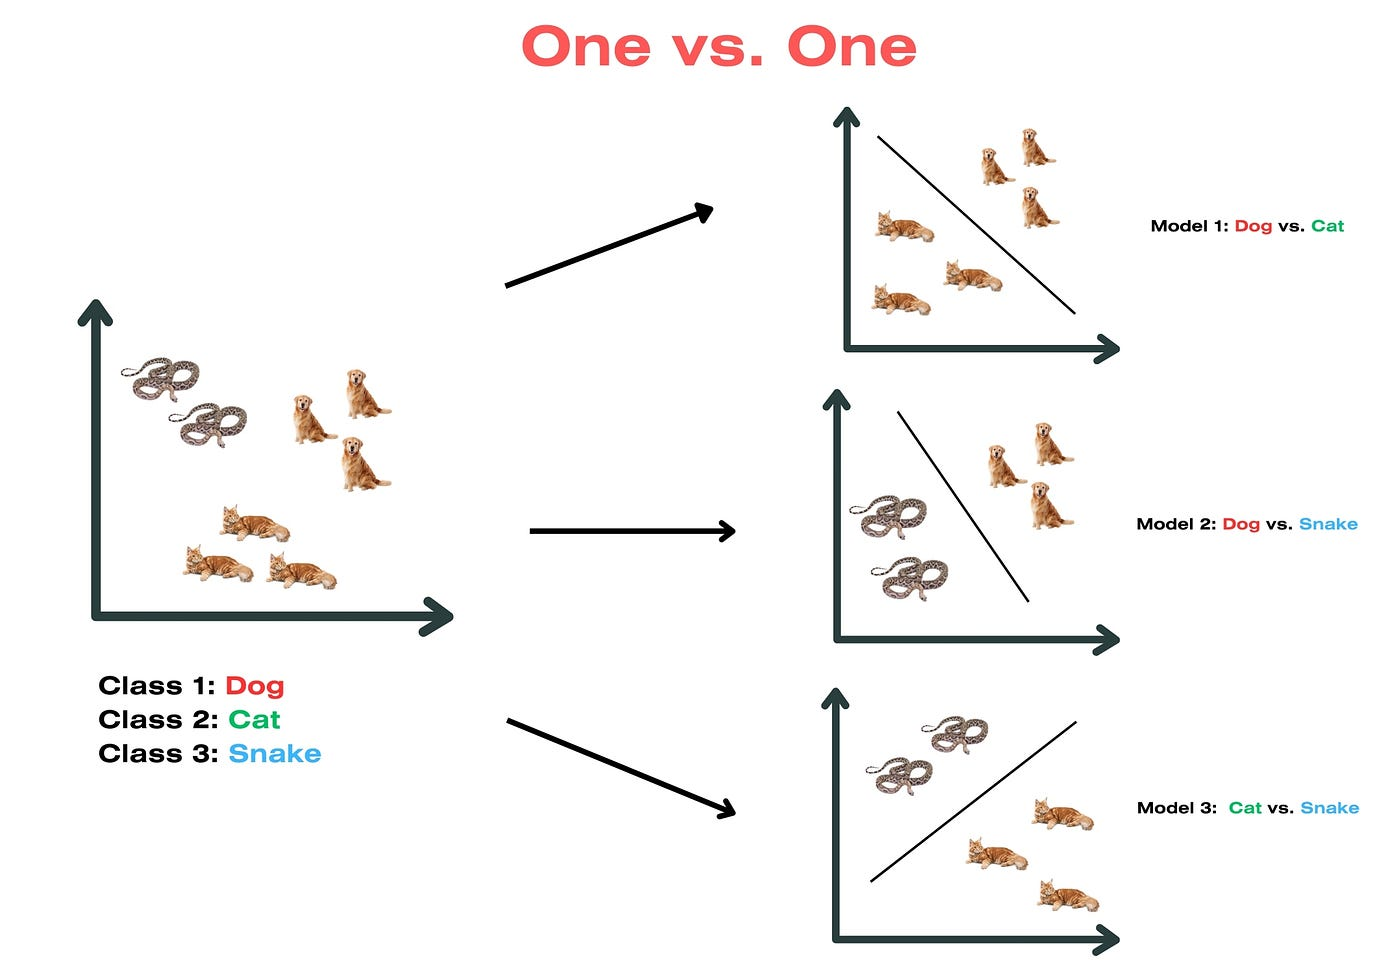 One vs. One
Model 1: Dog vs. Cat
Model 2: Dog vs. Snake
Class 1: Dog
Class 2: Cat
Class 3: Snake
Model 3: Cat vs. Snake